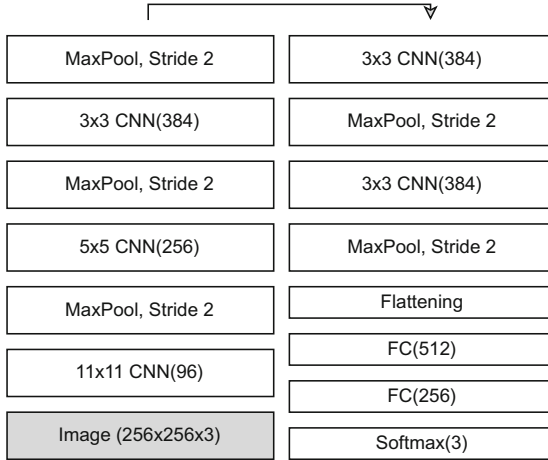 MaxPool, Stride 2
3x3 CNN(384)
MaxPool, Stride 2
5x5 CNN(256)
MaxPool, Stride 2
11x11 CNN(96)
Image (256x256x3)
3x3 CNN(384)
MaxPool, Stride 2
3x3 CNN(384)
MaxPool, Stride 2
Flattening
FC(512)
FC(256)
Softmax(3)